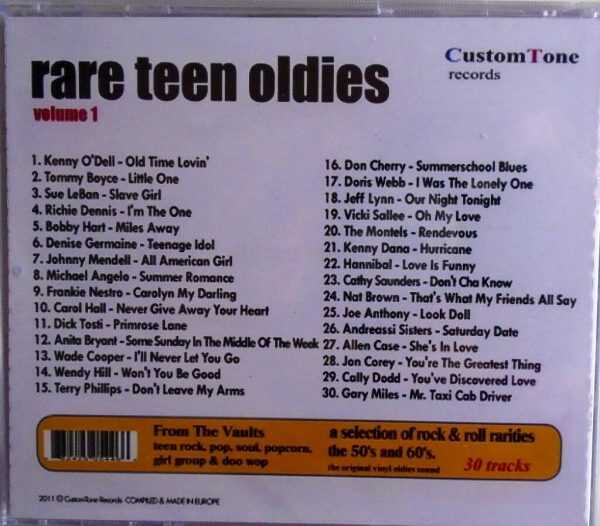 rare teen oldies
volume 1
CustomTone
records
1. Kenny O'Dell - Old Time Lovin'
2. Tommy Boyce - Little One
3. Sue LeBan - Slave Girl
4. Richie Dennis - I'm The One
5. Bobby Hart - Miles Away
6. Denise Germaine - Teenage Idol
7. Johnny Mendell - All American Girl
8. Michael Angelo - Summer Romance
9. Frankie Nestro - Carolyn My Darling
10. Carol Hall - Never Give Away Your Heart
11. Dick Tosti - Primrose Lane
12. Anita Bryant - Some Sunday In The Middle Of The Week
13. Wade Cooper - I'll Never Let You Go
14. Wendy Hill - Won't You Be Good
15. Terry Phillips - Don't Leave My Arms
16. Don Cherry - Summerschool Blues
17. Doris Webb - I Was The Lonely One
18. Jeff Lynn - Our Night Tonight
19. Vicki Sallee - Oh My Love
20. The Montels - Rendevous
21. Kenny Dana - Hurricane
22. Hannibal - Love Is Funny
23. Cathy Saunders - Don't Cha Know
24. Nat Brown - That's What My Friends All Say
25. Joe Anthony - Look Doll
26. Andreassi Sisters - Saturday Date
27. Allen Case - She's In Love
28. Jon Corey - You're The Greatest Thing
29. Cally Dodd - You've Discovered Love
30. Gary Miles - Mr. Taxi Cab Driver
From The Vaults
teen rock, pop, soul, popcorn,
girl group & doo wop
a selection of rock & roll rarities
the 50's and 60's.
the original vinyl oldies sound
30 tracks
2011 © CustomTone Records COMPILED & MADE IN EUROPE